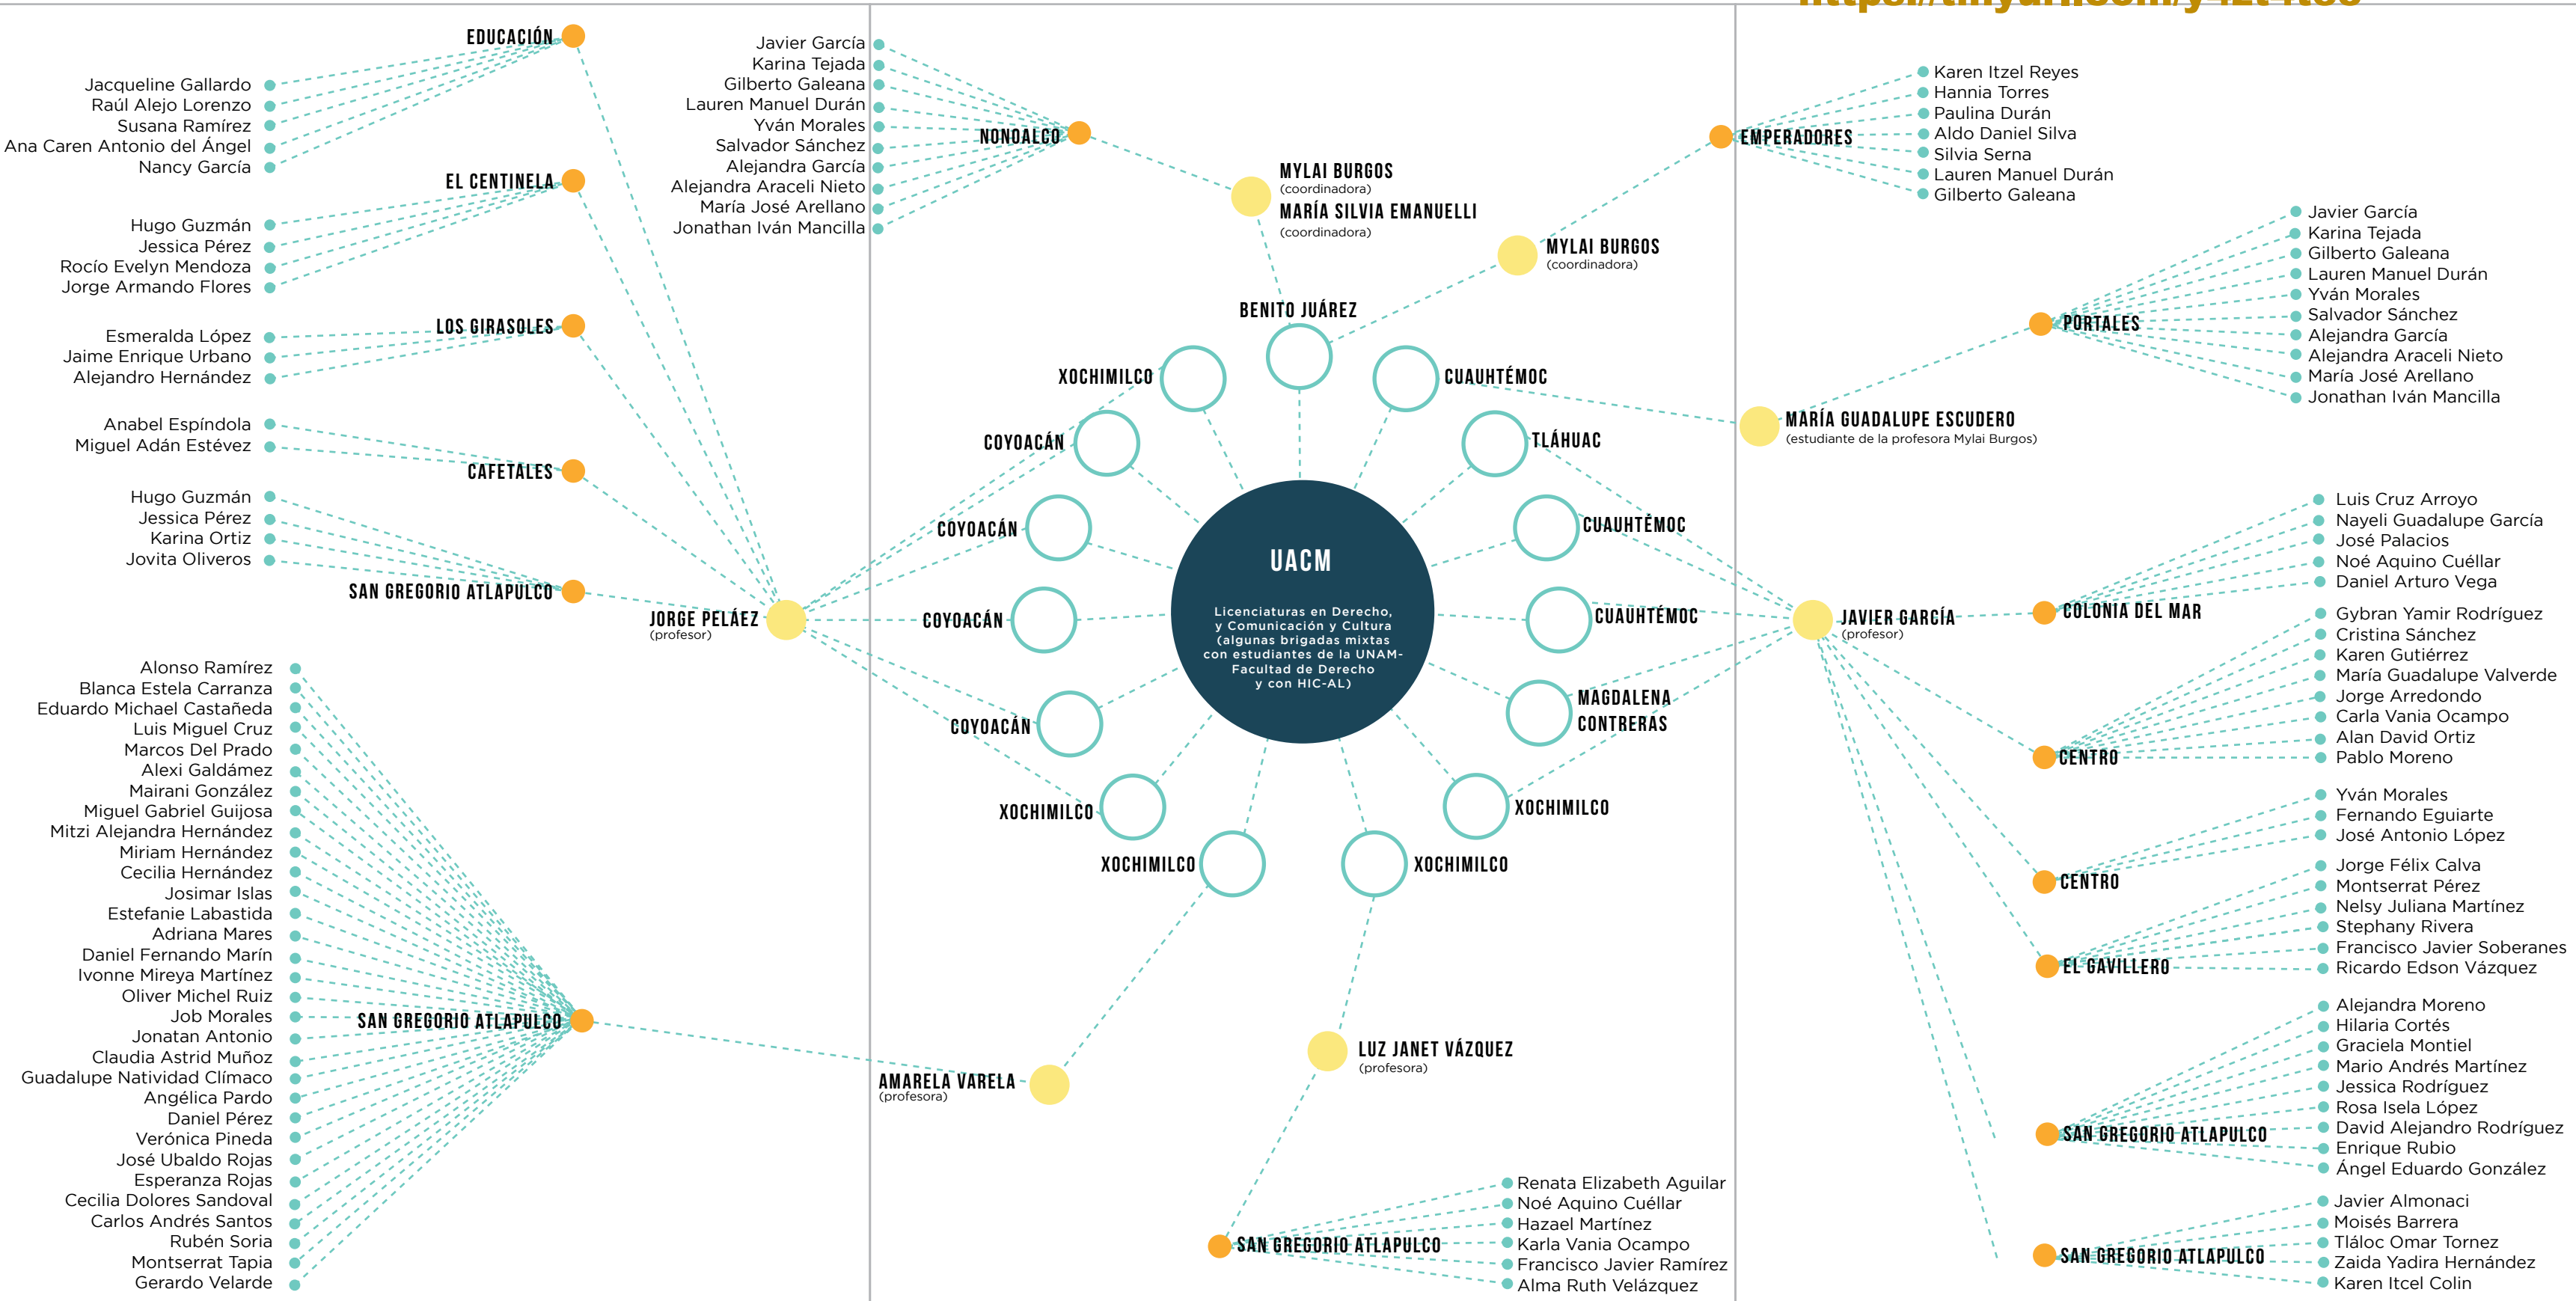 EDUCACIÓN
Jacqueline Gallardo
Raúl Alejo Lorenzo
Susana Ramírez
Ana Caren Antonio del Ángel
Nancy García
EL CENTINELA
Hugo Guzmán
Jessica Pérez
Rocío Evelyn Mendoza
Jorge Armando Flores
LOS GIRASOLES
Esmeralda López
Jaime Enrique Urbano
Alejandro Hernández
Anabel Espíndola
Miguel Adán Estévez
CAFETALES
Hugo Guzmán
Jessica Pérez
Karina Ortiz
Jovita Oliveros
SAN GREGORIO ATLAPULCO
JORGE PELÁEZ
(profesor)
Alonso Ramírez
Blanca Estela Carranza
Eduardo Michael Castañeda
Luis Miguel Cruz
Marcos Del Prado
Alexi Galdámez
Mairani González
Miguel Gabriel Guijosa
Mitzi Alejandra Hernández
Miriam Hernández
Cecilia Hernández
Josimar Islas
Estefanie Labastida
Adriana Mares
Daniel Fernando Marín
Ivonne Mireya Martínez
Oliver Michel Ruiz
Job Morales
Jonatan Antonio
Claudia Astrid Muñoz
Guadalupe Natividad Clímaco
Angélica Pardo
Daniel Pérez
Verónica Pineda
José Ubaldo Rojas
Esperanza Rojas
Cecilia Dolores Sandoval
Carlos Andrés Santos
Rubén Soria
Montserrat Tapia
Gerardo Velarde
SAN GREGORIO ATLAPULCO
AMARELA VARELA
(profesora)
Javier García
Karina Tejada
Gilberto Galeana
Lauren Manuel Durán
Yván Morales
Salvador Sánchez
Alejandra García
Alejandra Araceli Nieto
María José Arellano
Jonathan Iván Mancilla
NONOALCO
MYLAI BURGOS
(coordinadora)
MARÍA SILVIA EMANUELLI
(coordinadora)
MYLAI BURGOS
(coordinadora)
BENITO JUÁREZ
XOCHIMILCO
CUAUHTÉMOC
COYOACÁN
TLÁHUAC
COYOACÁN
CUAUHTÉMOC
COYOACÁN
CUAUHTÉMOC
COYOACÁN
MAGDALENA
CONTRERAS
XOCHIMILCO
XOCHIMILCO
XOCHIMILCO
XOCHIMILCO
UACM
Licenciaturas en Derecho,
y Comunicación y Cultura
(algunas brigadas mixtas
con estudiantes de la UNAM-
Facultad de Derecho
y con HIC-AL)
LUZ JANET VÁZQUEZ
(profesora)
SAN GREGORIO ATLAPULCO
Renata Elizabeth Aguilar
Noé Aquino Cuéllar
Hazael Martínez
Karla Vania Ocampo
Francisco Javier Ramírez
Alma Ruth Velázquez
EMPERADORES
Karen Itzel Reyes
Hannia Torres
Paulina Durán
Aldo Daniel Silva
Silvia Serna
Lauren Manuel Durán
Gilberto Galeana
PORTALES
Javier García
Karina Tejada
Gilberto Galeana
Lauren Manuel Durán
Yván Morales
Salvador Sánchez
Alejandra García
Alejandra Araceli Nieto
María José Arellano
Jonathan Iván Mancilla
MARÍA GUADALUPE ESCUDERO
(estudiante de la profesora Mylai Burgos)
JAVIER GARCÍA
(profesor)
COLONIA DEL MAR
Luis Cruz Arroyo
Nayeli Guadalupe García
José Palacios
Noé Aquino Cuéllar
Daniel Arturo Vega
CENTRO
Gybran Yamir Rodríguez
Cristina Sánchez
Karen Gutiérrez
María Guadalupe Valverde
Jorge Arredondo
Carla Vania Ocampo
Alan David Ortiz
Pablo Moreno
CENTRO
Yván Morales
Fernando Eguiarte
José Antonio López
EL GAVILLERO
Jorge Félix Calva
Montserrat Pérez
Nelsy Juliana Martínez
Stephany Rivera
Francisco Javier Soberanes
Ricardo Edson Vázquez
SAN GREGORIO ATLAPULCO
Alejandra Moreno
Hilaria Cortés
Graciela Montiel
Mario Andrés Martínez
Jessica Rodríguez
Rosa Isela López
David Alejandro Rodríguez
Enrique Rubio
Ángel Eduardo González
SAN GREGORIO ATLAPULCO
Javier Almonaci
Moisés Barrera
Tláloc Omar Tornez
Zaida Yadira Hernández
Karen Itcel Colin